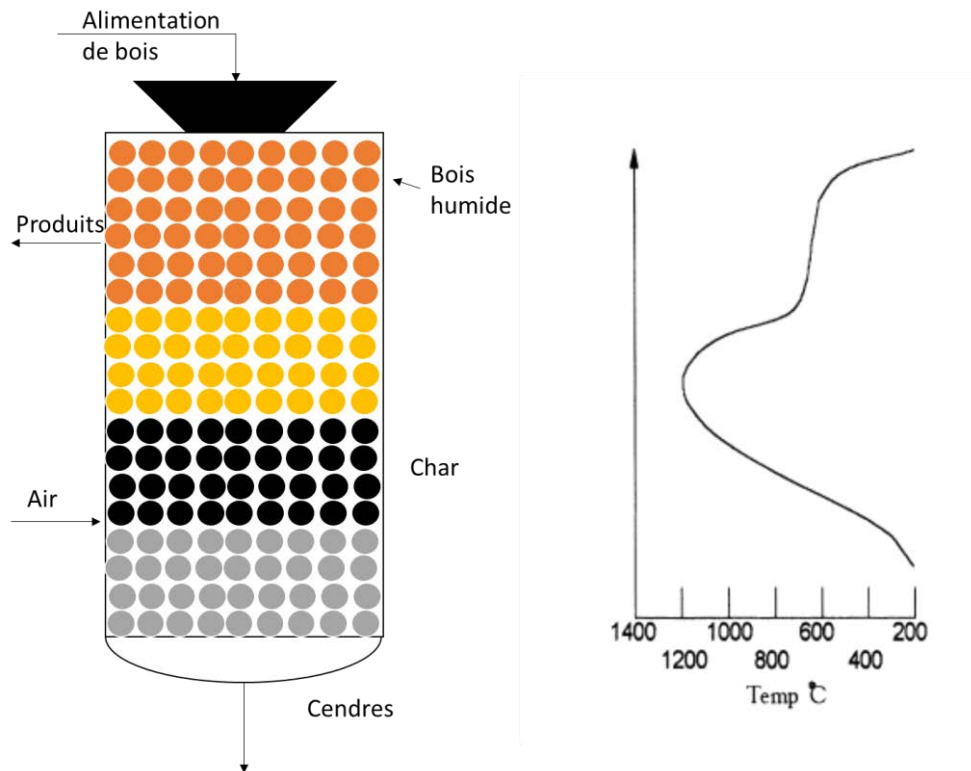 Alimentation
de bois
Bois
humide
Produits
Char
Air
Cendres
1400 1000 600 200
1200 800 400
Temp °C